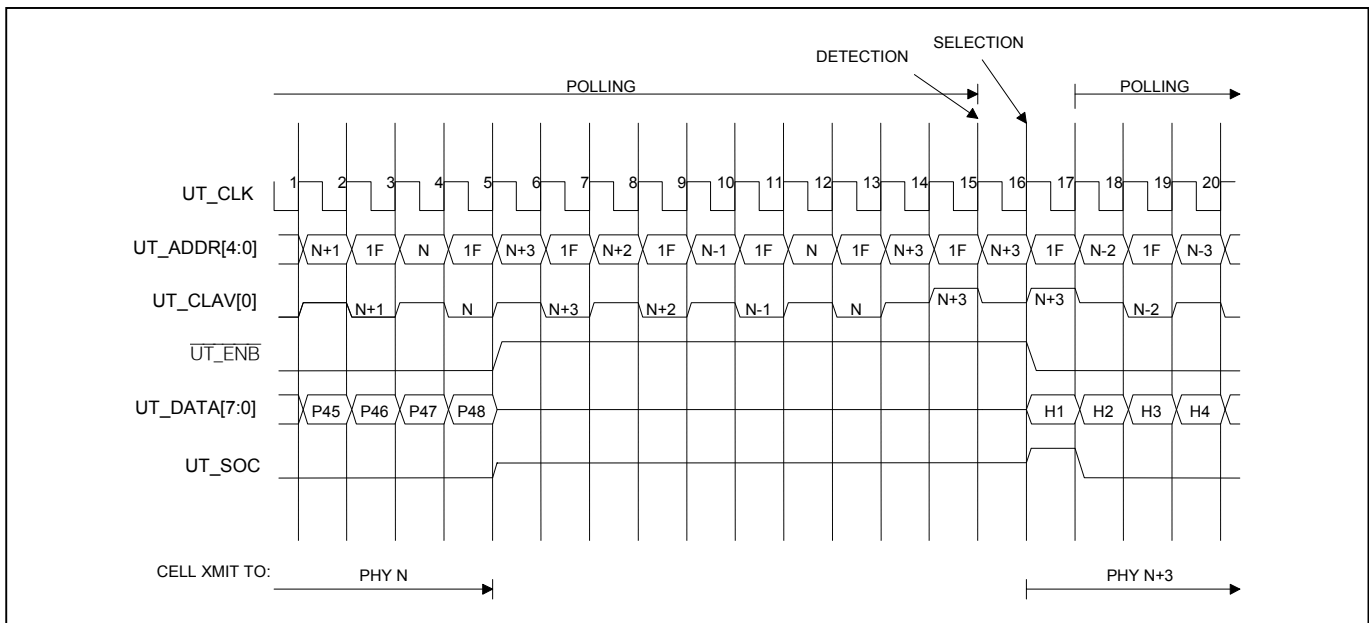 SELECTION
DETECTION
POLLING POLLING
UT_CLK 1 2 3 4 5 6 7 8 9 10 11 12 13 14 15 16 17 18 19 20
UT_ADDR[4:0] N+1 1F N 1F N+3 1F N+2 1F N-1 1F N 1F N+3 1F N+3 1F N-2 1F N-3
UT_CLAV[0] N+1 N N+3 N+2 N-1 N N+3 N+3 N-2
UT_ENB
UT_DATA[7:0] P45 P46 P47 P48 H1 H2 H3 H4
UT_SOC
CELL XMIT TO: PHY N PHY N+3